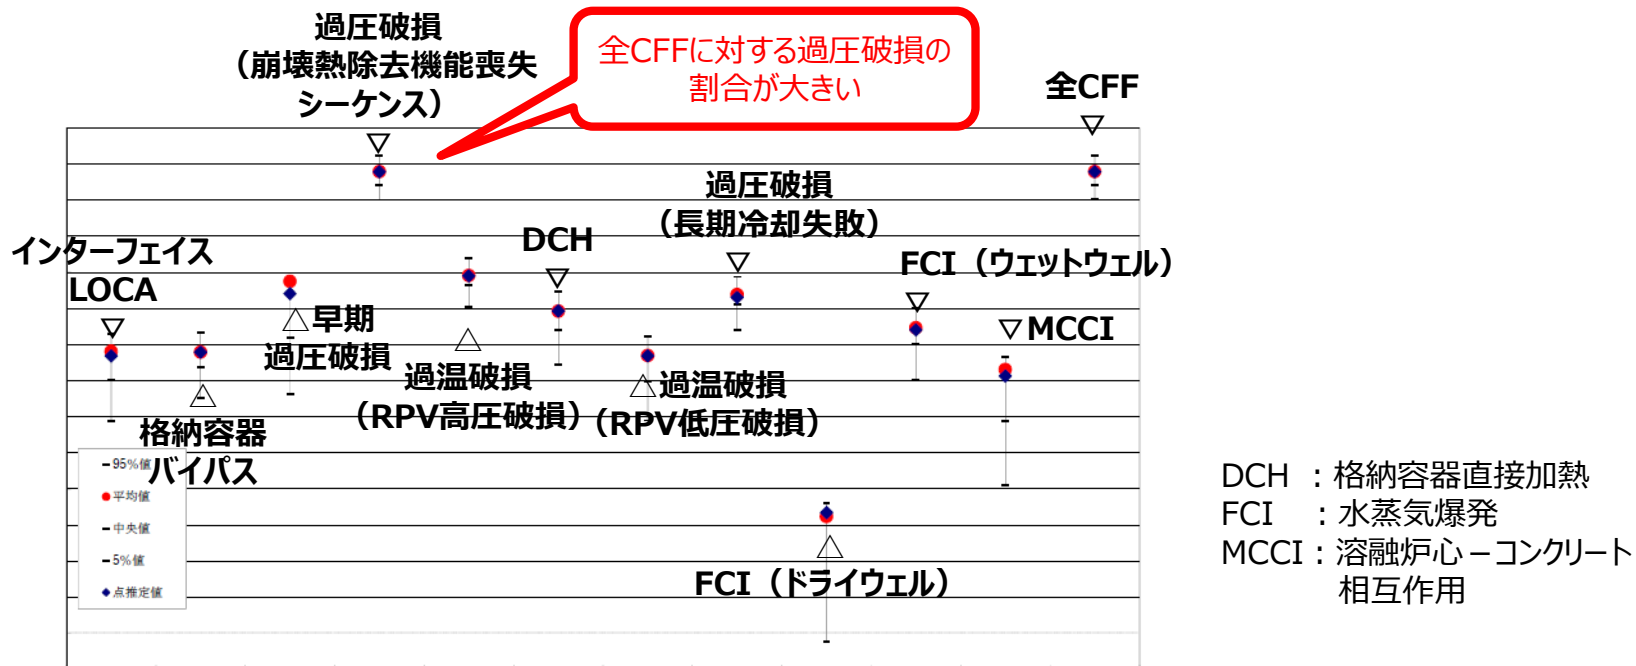 過圧破損
（崩壊熱除去機能喪失
シーケンス）
全CFFに対する過圧破損の
割合が大きい
全CFF
過圧破損
（長期冷却失敗）
インターフェイス
LOCA
DCH
FCI（ウェットウェル）
早期
過圧破損
MCCI
過温破損
（RPV高圧破損）
過温破損
（RPV低圧破損）
格納容器
バイパス
95%値
平均値
中央値
5%値
点推定値
FCI（ドライウェル）
DCH ：格納容器直接加熱
FCI ：水蒸気爆発
MCCI：溶融炉心－コンクリート
相互作用